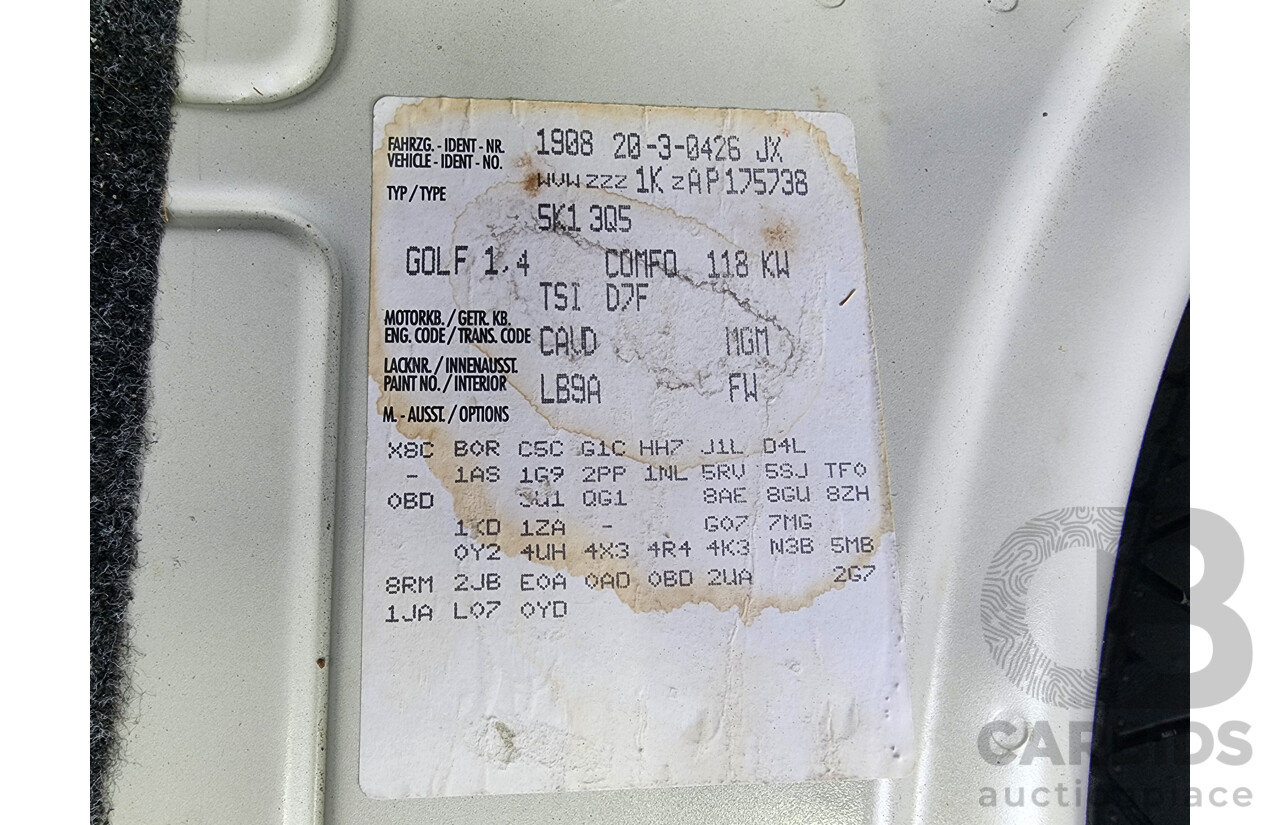 FAHRZG. - IDENT - NR. 1908 20-3-0426 JX
VEHICLE - IDENT - NO.
WVWZZZ1KZAP175738
TYP / TYPE
5K1 3Q5
GOLF 1,4 COMFO 118 KW
TSI D7F
MOTORKB. / GETR. KB.
ENG. CODE / TRANS. CODE CAVD MGM
LACKNR. / INNENAUSST.
PAINT NO. / INTERIOR LB9A FW
M. - AUSST. / OPTIONS
X8C B0R C5C G1C HH7 J1L D4L
- 1AS 1G9 2PP 1NL 5RV 5SJ TF0
0BD 3U1 QG1 8AE 8GU 8ZH
1KD 1ZA - G07 7MG
0Y2 4UH 4X3 4R4 4K3 N3B 5MB
8RM 2JB E0A 0AD 0BD 2UA 2G7
1JA L07 0YD
CB
CARBIDS
auctionsplace